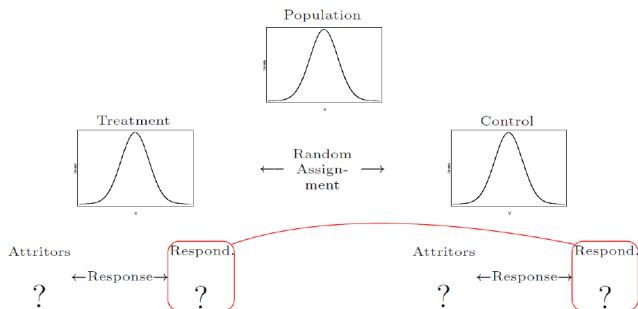 Population
Treatment
Control
Random
Assign-
ment
Attritors
Respond.
Attritors
Respond.
←Response→
←Response→
?
?
?
?